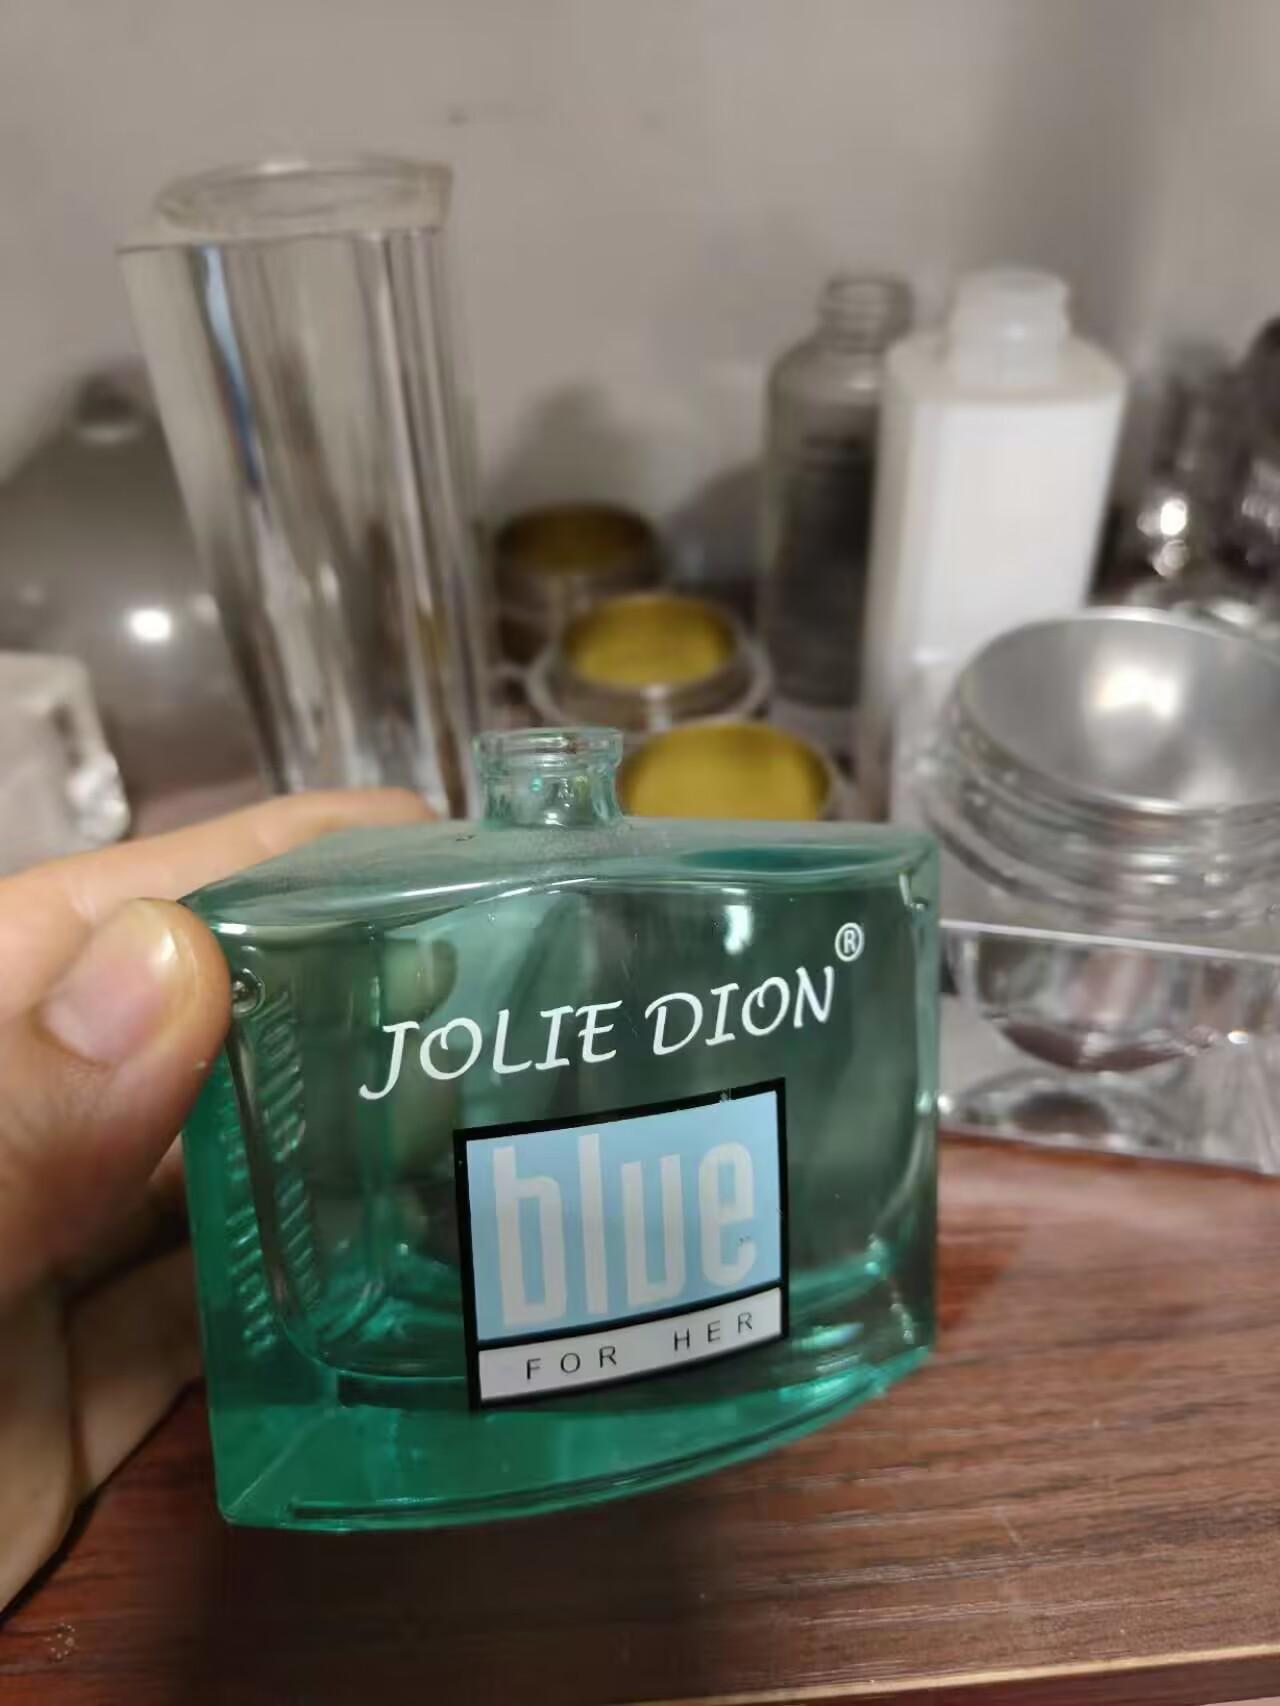 JOLIE DION®
blue
FOR HER